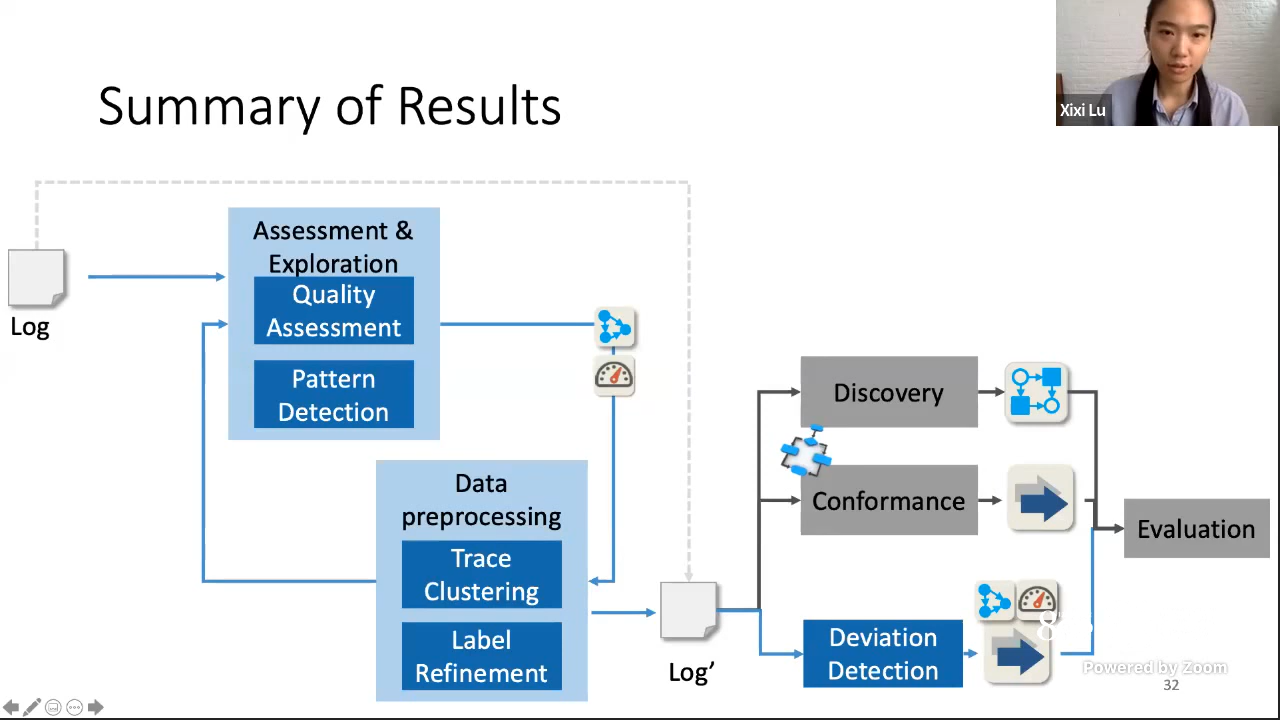 Xixi Lu
Summary of Results
Assessment &
Exploration
Quality
Assessment
Pattern
Detection
Log
Data
preprocessing
Trace
Clustering
Label
Refinement
Log’
Discovery
Conformance
Deviation
Detection
Evaluation
Powered by Zoom
32